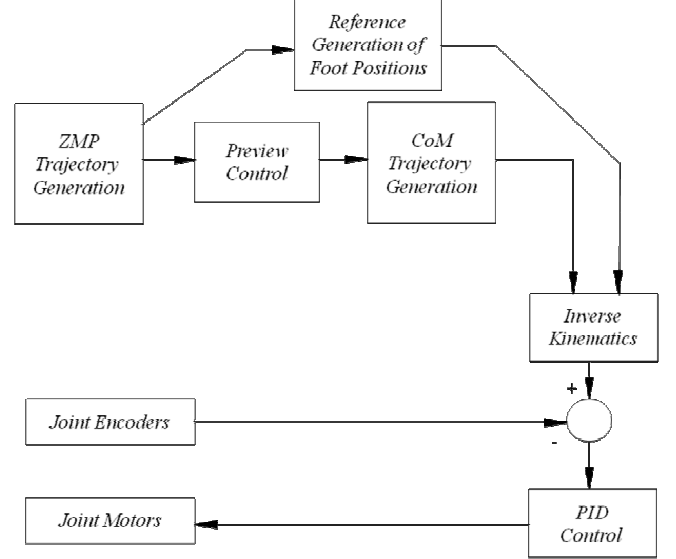 Reference
Generation of
Foot Positions
ZMP
Trajectory
Generation
Preview
Control
CoM
Trajectory
Generation
Inverse
Kinematics
+
Joint Encoders
-
Joint Motors
PID
Control